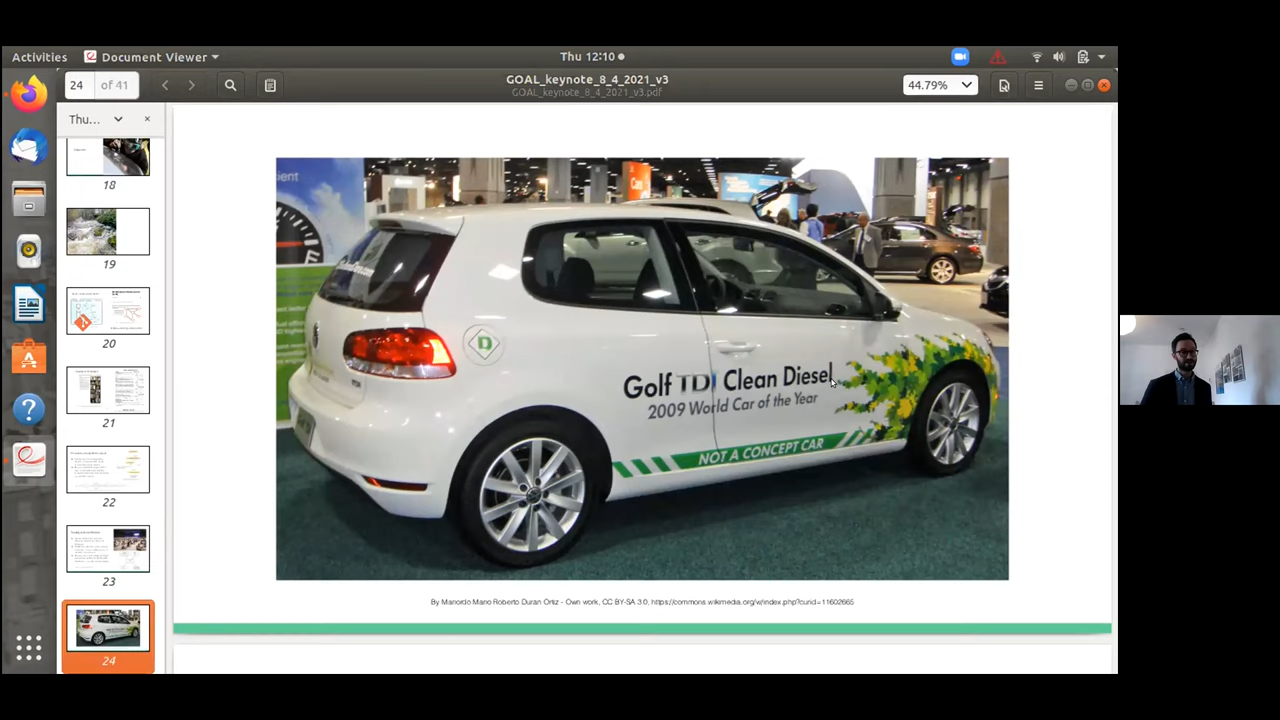 Activities
Document Viewer
Thu 12:10
24
of 41
GOAL_keynote_8_4_2021_v3
GOAL_keynote_8_4_2021_v3.pdf
44.79%
Thu…
18
19
20
21
22
23
24
D
Golf TDI Clean Diesel
2009 World Car of the Year
NOT A CONCEPT CAR
By Mariordo Mario Roberto Duran Ortiz - Own work, CC BY-SA 3.0, https://commons.wikimedia.org/w/index.php?curid=11602665